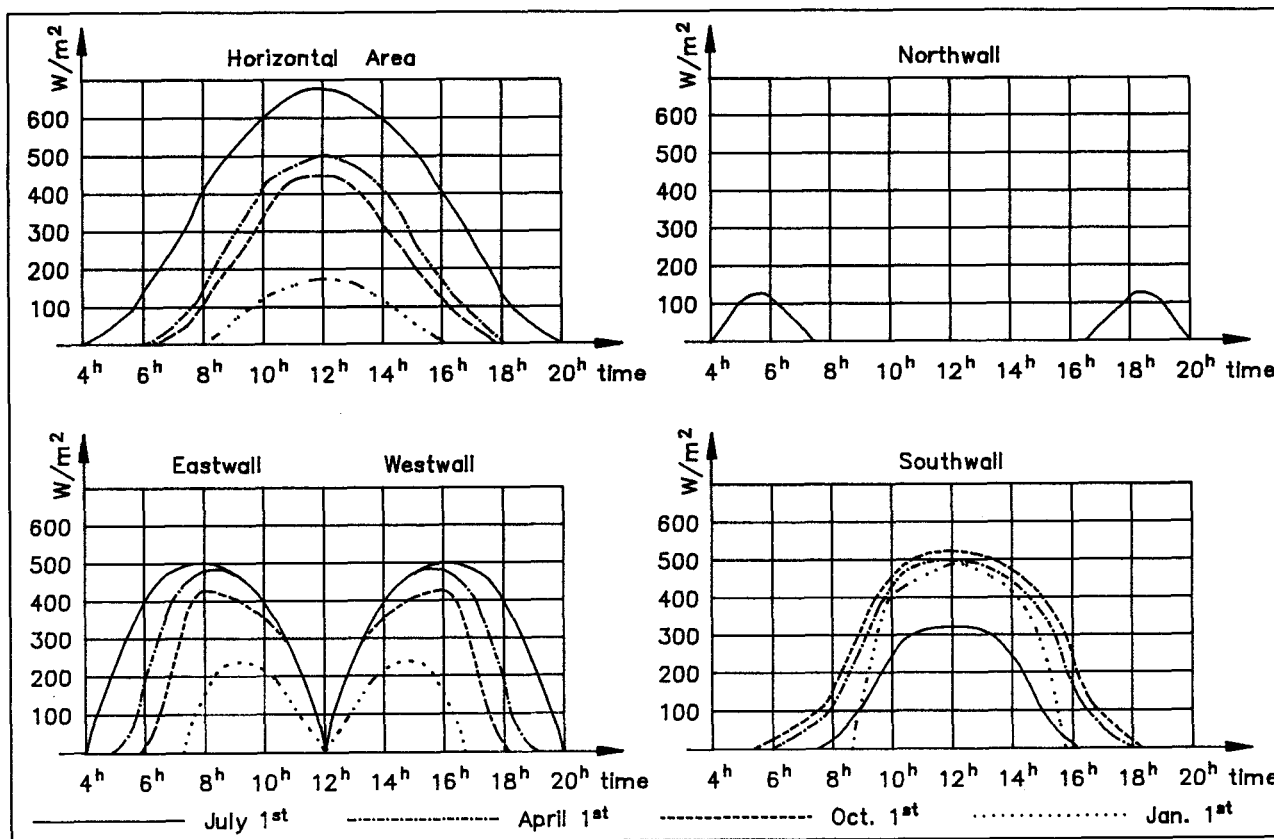 W/m²
Horizontal Area
600
500
400
300
200
100
4ʰ 6ʰ 8ʰ 10ʰ 12ʰ 14ʰ 16ʰ 18ʰ 20ʰ time
W/m²
Northwall
600
500
400
300
200
100
4ʰ 6ʰ 8ʰ 10ʰ 12ʰ 14ʰ 16ʰ 18ʰ 20ʰ time
W/m²
Eastwall Westwall
600
500
400
300
200
100
4ʰ 6ʰ 8ʰ 10ʰ 12ʰ 14ʰ 16ʰ 18ʰ 20ʰ time
W/m²
Southwall
600
500
400
300
200
100
4ʰ 6ʰ 8ʰ 10ʰ 12ʰ 14ʰ 16ʰ 18ʰ 20ʰ time
July 1ˢᵗ April 1ˢᵗ Oct. 1ˢᵗ Jan. 1ˢᵗ